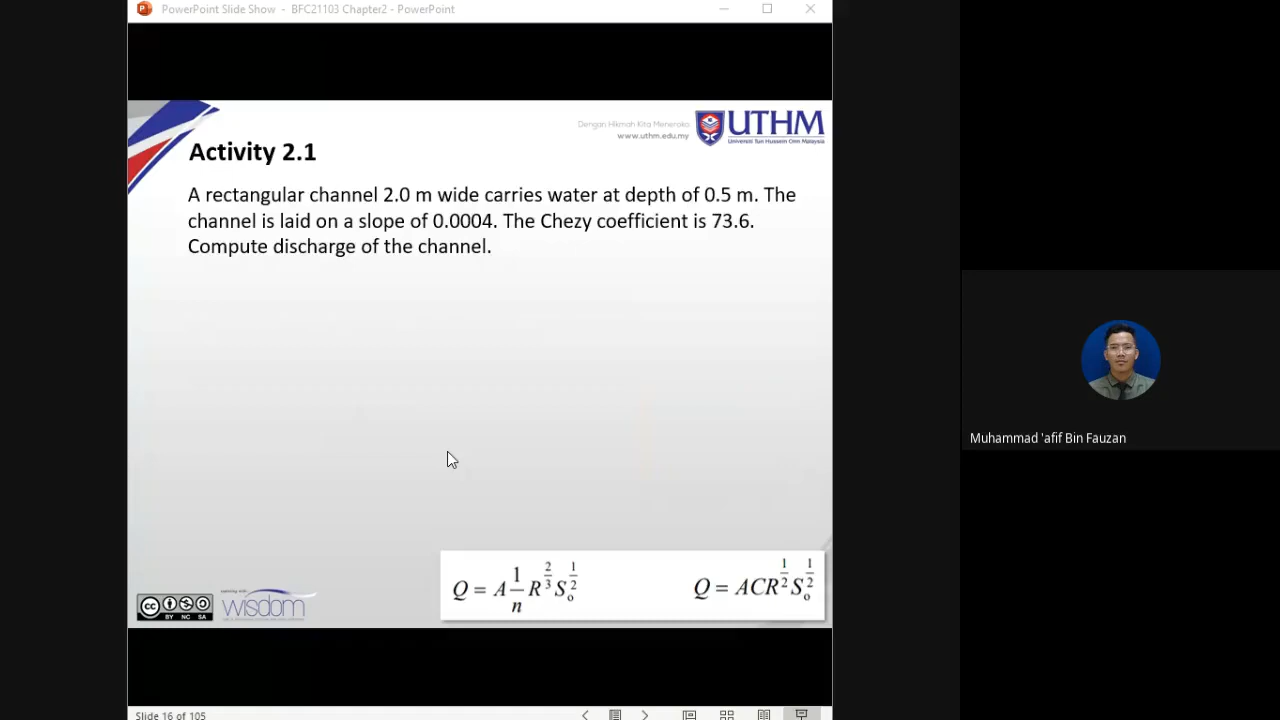 PowerPoint Slide Show - BFC21103 Chapter2 - PowerPoint
Dengan Hikmah Kita Meneroka
www.uthm.edu.my
UTHM
Universiti Tun Hussein Onn Malaysia
Activity 2.1
A rectangular channel 2.0 m wide carries water at depth of 0.5 m. The
channel is laid on a slope of 0.0004. The Chezy coefficient is 73.6.
Compute discharge of the channel.
Muhammad 'afif Bin Fauzan
Q = A 1/n R^2/3 S_o^1/2
Q = ACR^1/2 S_o^1/2
cc
BY NC SA
wisdom
Slide 16 of 105